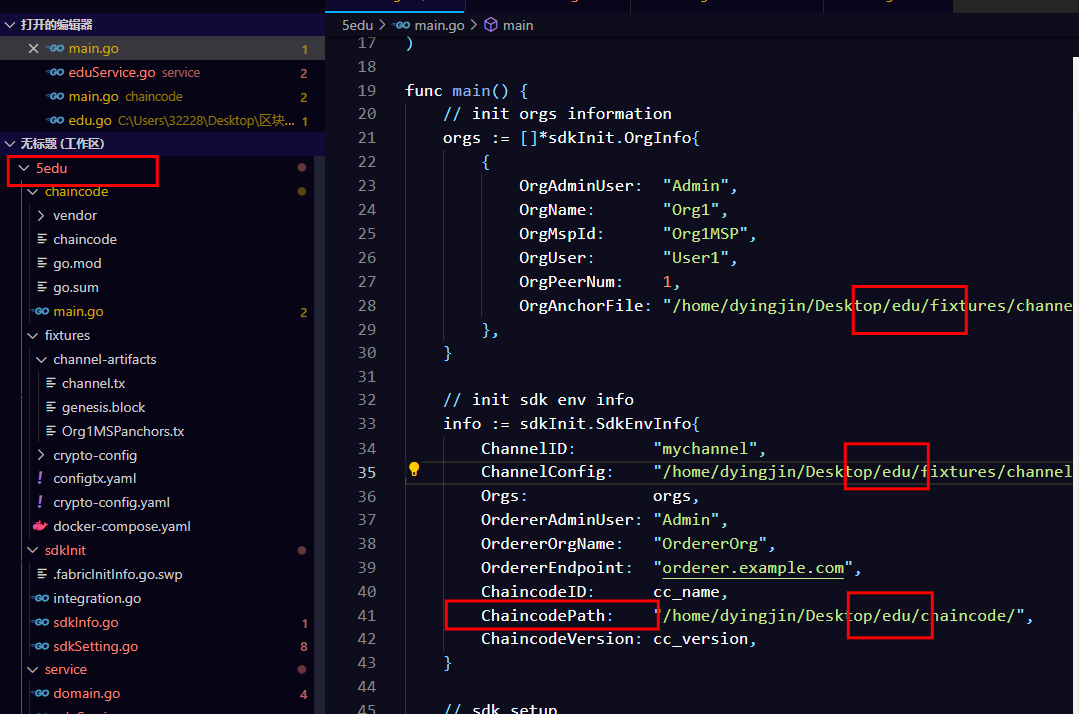 打开的编辑器
main.go 1
eduService.go service 2
main.go chaincode 2
edu.go C:\Users\32228\Desktop\区块... 1
无标题 (工作区)
5edu
chaincode
vendor
chaincode
go.mod
go.sum
main.go 2
fixtures
channel-artifacts
channel.tx
genesis.block
Org1MSPanchors.tx
crypto-config
configtx.yaml
crypto-config.yaml
docker-compose.yaml
sdkInit
.fabricInitInfo.go.swp
integration.go
sdkInfo.go 1
sdkSetting.go 8
service
domain.go 4
5edu > main.go > main
17 )
18
19 func main() {
20 // init orgs information
21 orgs := []*sdkInit.OrgInfo{
22 {
23 OrgAdminUser: "Admin",
24 OrgName: "Org1",
25 OrgMspId: "Org1MSP",
26 OrgUser: "User1",
27 OrgPeerNum: 1,
28 OrgAnchorFile: "/home/dyingjin/Desktop/edu/fixtures/channe
29 },
30 }
31
32 // init sdk env info
33 info := sdkInit.SdkEnvInfo{
34 ChannelID: "mychannel",
35 ChannelConfig: "/home/dyingjin/Desktop/edu/fixtures/channel
36 Orgs: orgs,
37 OrdererAdminUser: "Admin",
38 OrdererOrgName: "OrdererOrg",
39 OrdererEndpoint: "orderer.example.com",
40 ChaincodeID: cc_name,
41 ChaincodePath: "/home/dyingjin/Desktop/edu/chaincode/",
42 ChaincodeVersion: cc_version,
43 }
44
45 // sdk setup